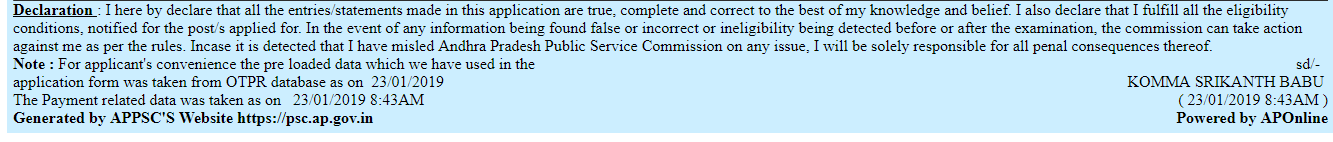 Declaration : I here by declare that all the entries/statements made in this application are true, complete and correct to the best of my knowledge and belief. I also declare that I fulfill all the eligibility
conditions, notified for the post/s applied for. In the event of any information being found false or incorrect or ineligibility being detected before or after the examination, the commission can take action
against me as per the rules. Incase it is detected that I have misled Andhra Pradesh Public Service Commission on any issue, I will be solely responsible for all penal consequences thereof.
Note : For applicant's convenience the pre loaded data which we have used in the sd/-
application form was taken from OTPR database as on 23/01/2019 KOMMA SRIKANTH BABU
The Payment related data was taken as on 23/01/2019 8:43AM ( 23/01/2019 8:43AM )
Generated by APPSC'S Website https://psc.ap.gov.in Powered by APOnline